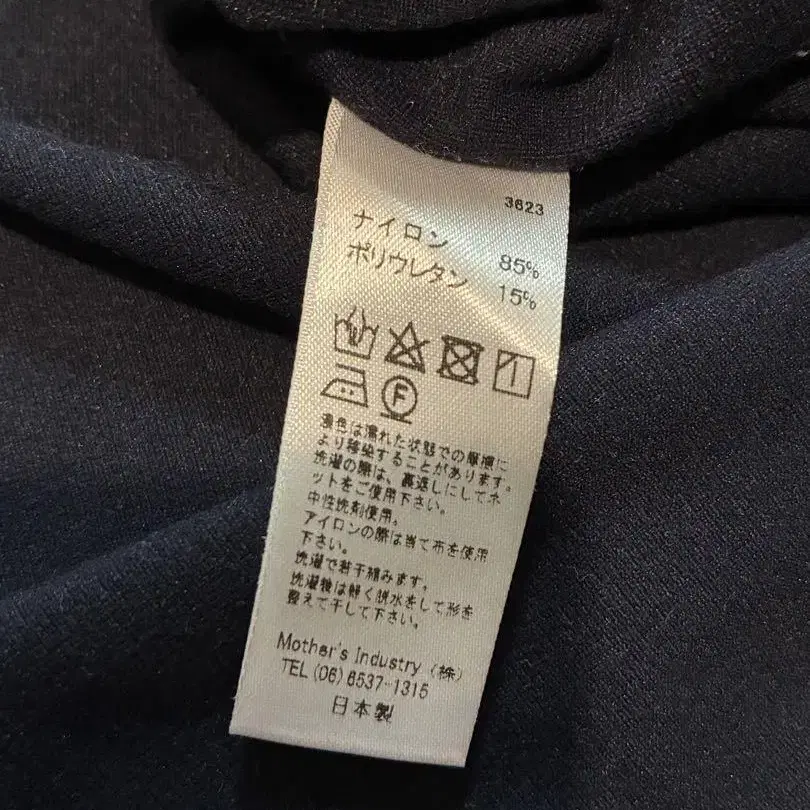 3623
ナイロン 85%
ポリウレタン 15%
F
濃色は濡れた状態での摩擦に
より移染することがあります。
洗濯の際は、裏返しにしてネ
ットをご使用下さい。
中性洗剤使用。
アイロンの際は当て布を使用
下さい。
洗濯で若干縮みます。
洗濯後は軽く脱水をして形を
整えて干して下さい。
Mother's Industry (株)
TEL (06) 6537-1315
日本製